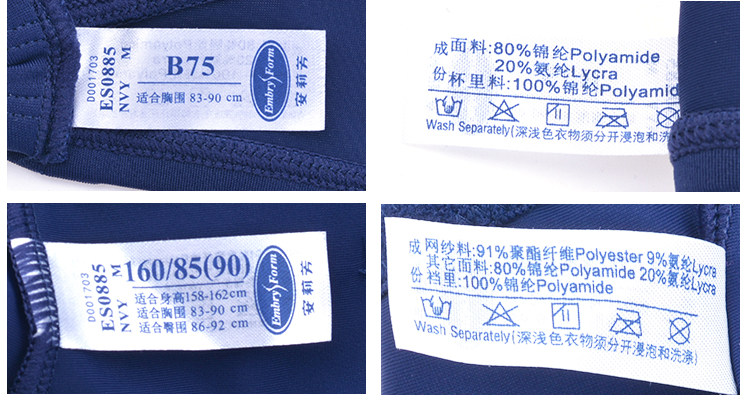 D001703
ES0885
NVY M
B75
适合胸围 83-90 cm
Embry Form
安莉芳
成面料:80%锦纶Polyamide
20%氨纶Lycra
份杯里料:100%锦纶Polyamid
Wash Separately(深浅色衣物须分开浸泡和洗
D001703
ES0885
NVY M
160/85(90)
适合身高158-162cm
适合胸围 83-90 cm
适合臀围 86-92 cm
Embry Form
安莉芳
成网纱料:91%聚酯纤维Polyester 9%氨纶Lycra
其它面料:80%锦纶Polyamide 20%氨纶Lycra
份裆里:100%锦纶Polyamide
Wash Separately(深浅色衣物须分开浸泡和洗涤)